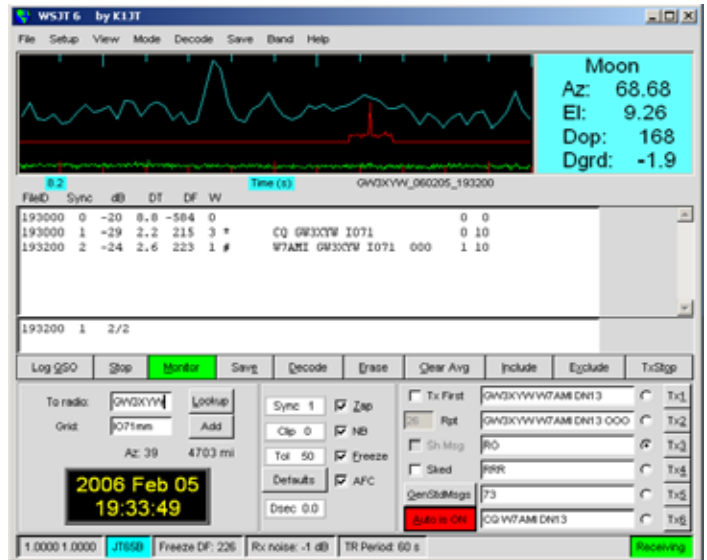 WSJT 6 by K1JT
File Setup View Mode Decode Save Band Help
Moon
Az: 68.68
El: 9.26
Dop: 168
Dgrd: -1.9
8.2 Time (s) GW3XYW_060205_193200
FileID Sync dB DT DF W
193000 0 -20 8.8 -584 0 0 0
193000 1 -29 2.2 215 3 * CQ GW3XYW IO71 0 10
193200 2 -24 2.6 223 1 # W7AMI GW3XYW IO71 OOO 1 10
193200 1 2/2
Log QSO Stop Monitor Save Decode Erase Clear Avg Include Exclude TxStop
To radio: GW3XYW Lookup
Grid: IO71mm Add
Az: 39 4703 mi
2006 Feb 05
19:33:49
Sync 1 Zap
Clip 0 NB
Tol 50 Freeze
Defaults AFC
Dsec 0.0
Tx First GW3XYW W7AMI DN13 Tx1
26 Rpt GW3XYW W7AMI DN13 OOO Tx2
Sh Msg RO Tx3
Sked RRR Tx4
GenStdMsgs 73 Tx5
Auto is ON CQ W7AMI DN13 Tx6
1.0000 1.0000 JT65B Freeze DF: 226 Rx noise: -1 dB TR Period: 60 s Receiving